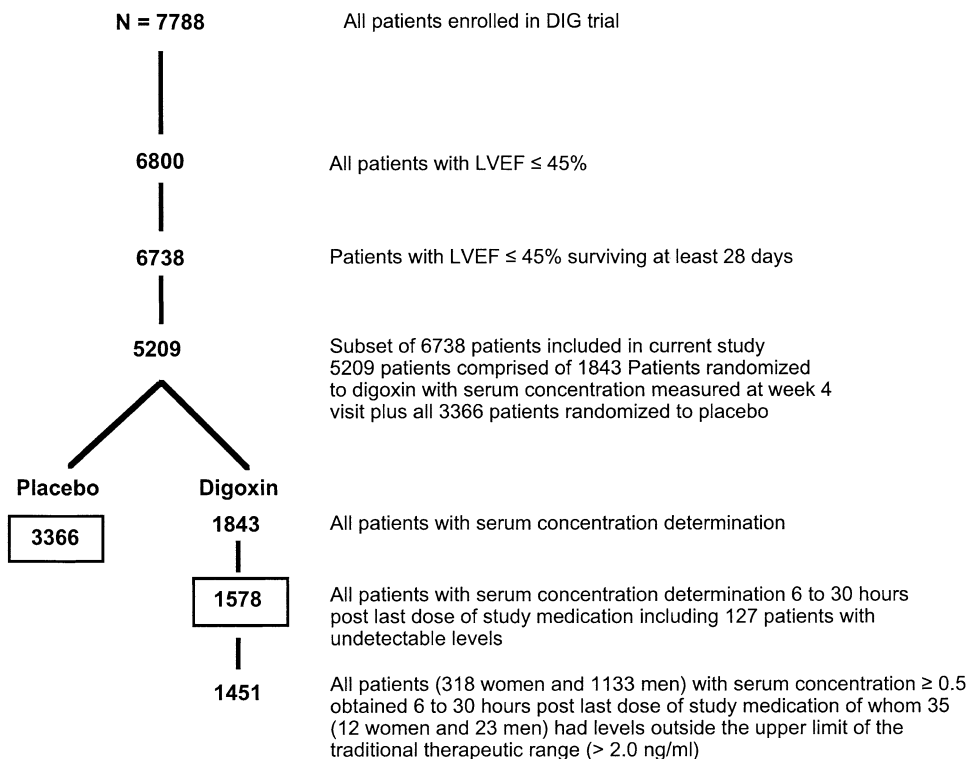 N = 7788 All patients enrolled in DIG trial
6800 All patients with LVEF ≤ 45%
6738 Patients with LVEF ≤ 45% surviving at least 28 days
5209 Subset of 6738 patients included in current study
5209 patients comprised of 1843 Patients randomized
to digoxin with serum concentration measured at week 4
visit plus all 3366 patients randomized to placebo
Placebo Digoxin
3366
1843 All patients with serum concentration determination
1578 All patients with serum concentration determination 6 to 30 hours
post last dose of study medication including 127 patients with
undetectable levels
1451 All patients (318 women and 1133 men) with serum concentration ≥ 0.5
obtained 6 to 30 hours post last dose of study medication of whom 35
(12 women and 23 men) had levels outside the upper limit of the
traditional therapeutic range (> 2.0 ng/ml)